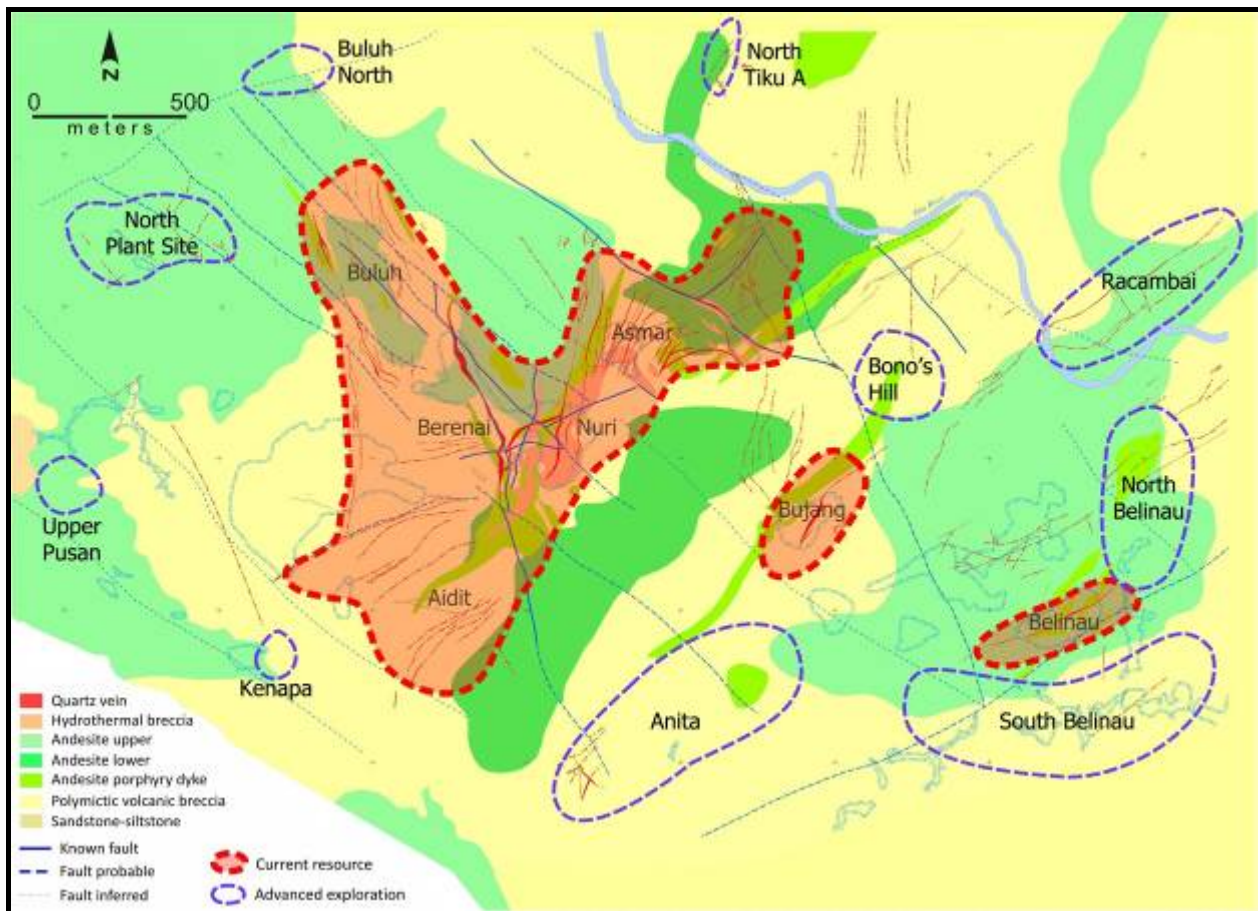 N
0 500
meters
Buluh
North
North
Tiku A
North
Plant Site
Buluh
Racambai
Asmar
Bono's
Hill
Berenai
Nuri
North
Belinau
Upper
Pusan
Bujang
Aidit
Belinau
Kenapa
Anita
South Belinau
Quartz vein
Hydrothermal breccia
Andesite upper
Andesite lower
Andesite porphyry dyke
Polymictic volcanic breccia
Sandstone-siltstone
Known fault
Fault probable
Fault inferred
Current resource
Advanced exploration